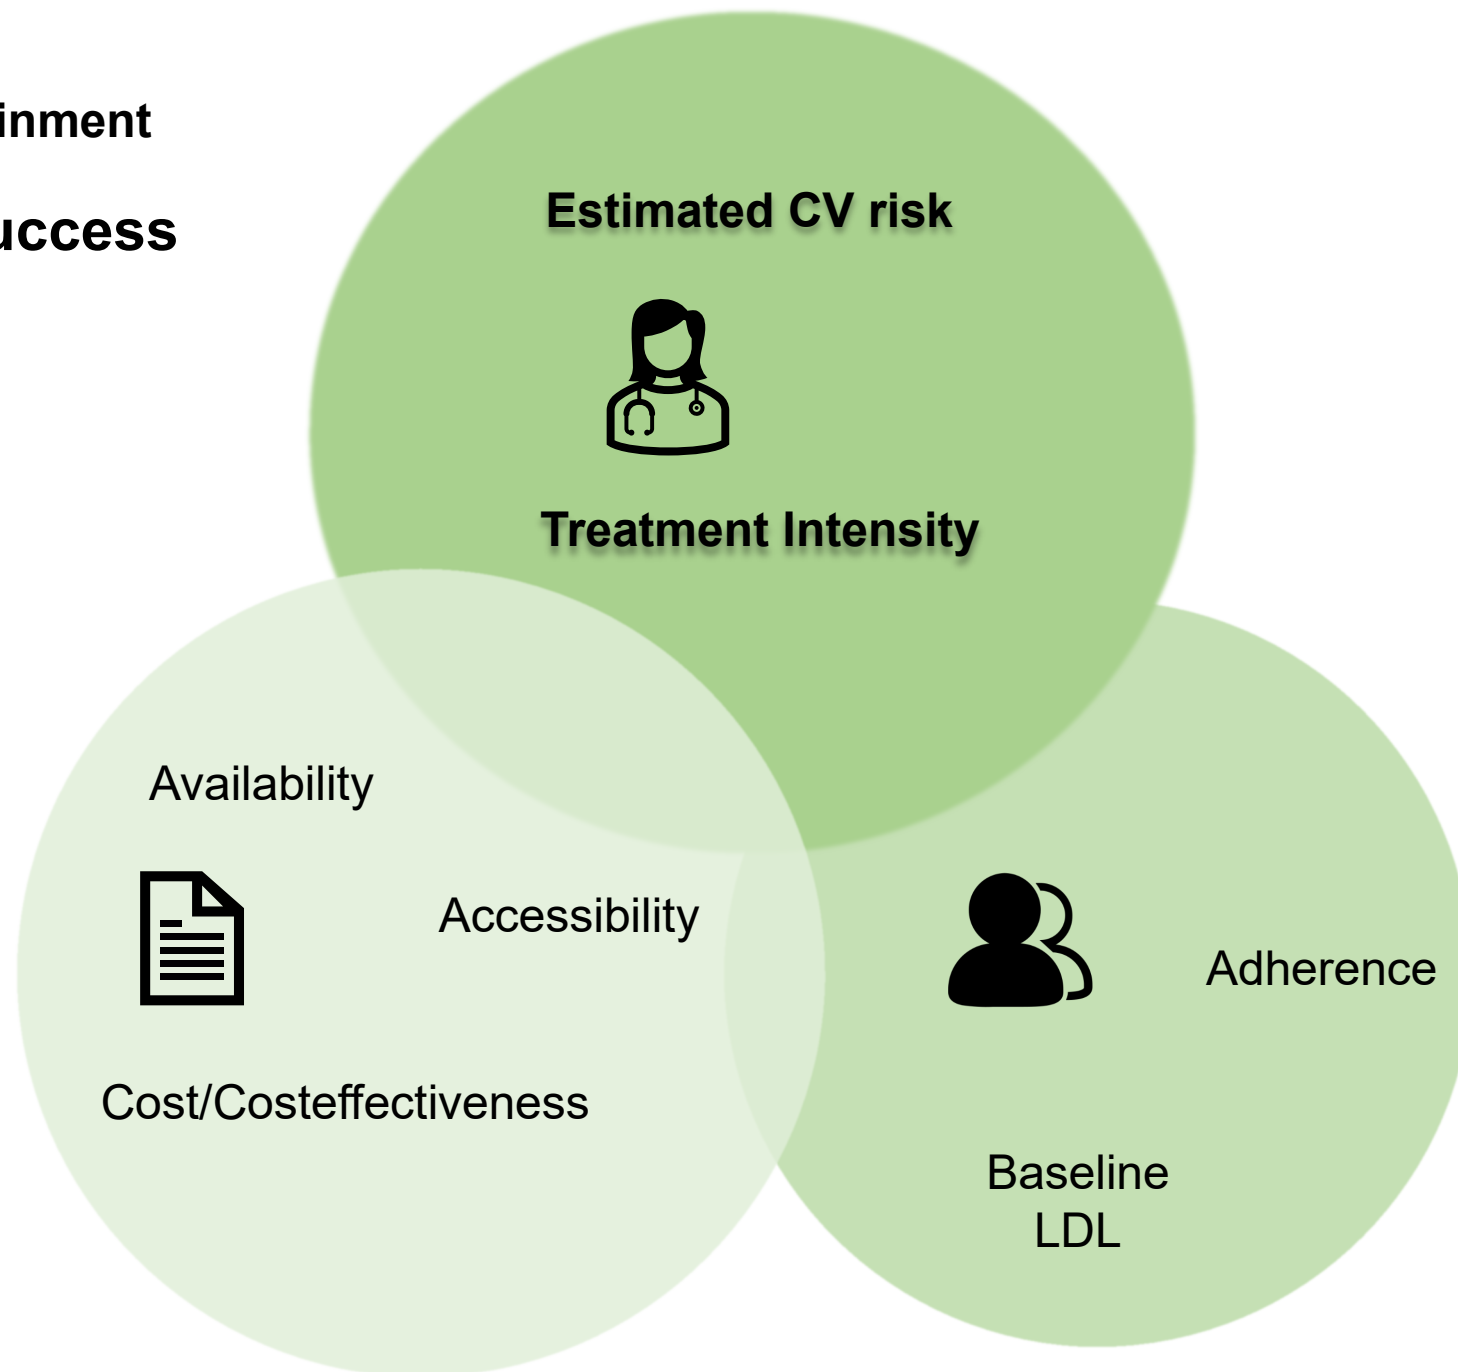 inment
uccess
Estimated CV risk
Treatment Intensity
Availability
Accessibility
Adherence
Cost/Costeffectiveness
Baseline
LDL